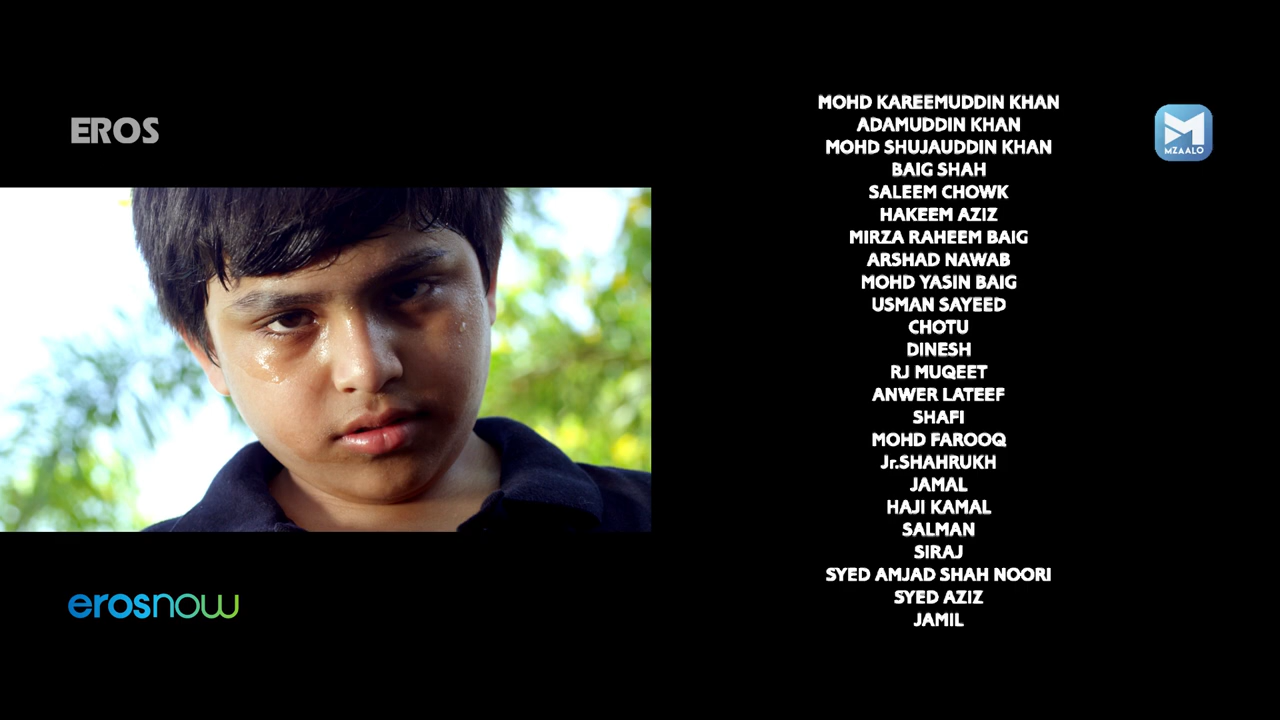 EROS
MOHD KAREEMUDDIN KHAN
ADAMUDDIN KHAN
MOHD SHUJAUDDIN KHAN
BAIG SHAH
SALEEM CHOWK
HAKEEM AZIZ
MIRZA RAHEEM BAIG
ARSHAD NAWAB
MOHD YASIN BAIG
USMAN SAYEED
CHOTU
DINESH
RJ MUQEET
ANWER LATEEF
SHAFI
MOHD FAROOQ
Jr.SHAHRUKH
JAMAL
HAJI KAMAL
SALMAN
SIRAJ
SYED AMJAD SHAH NOORI
SYED AZIZ
JAMIL
MZAALO
erosnow